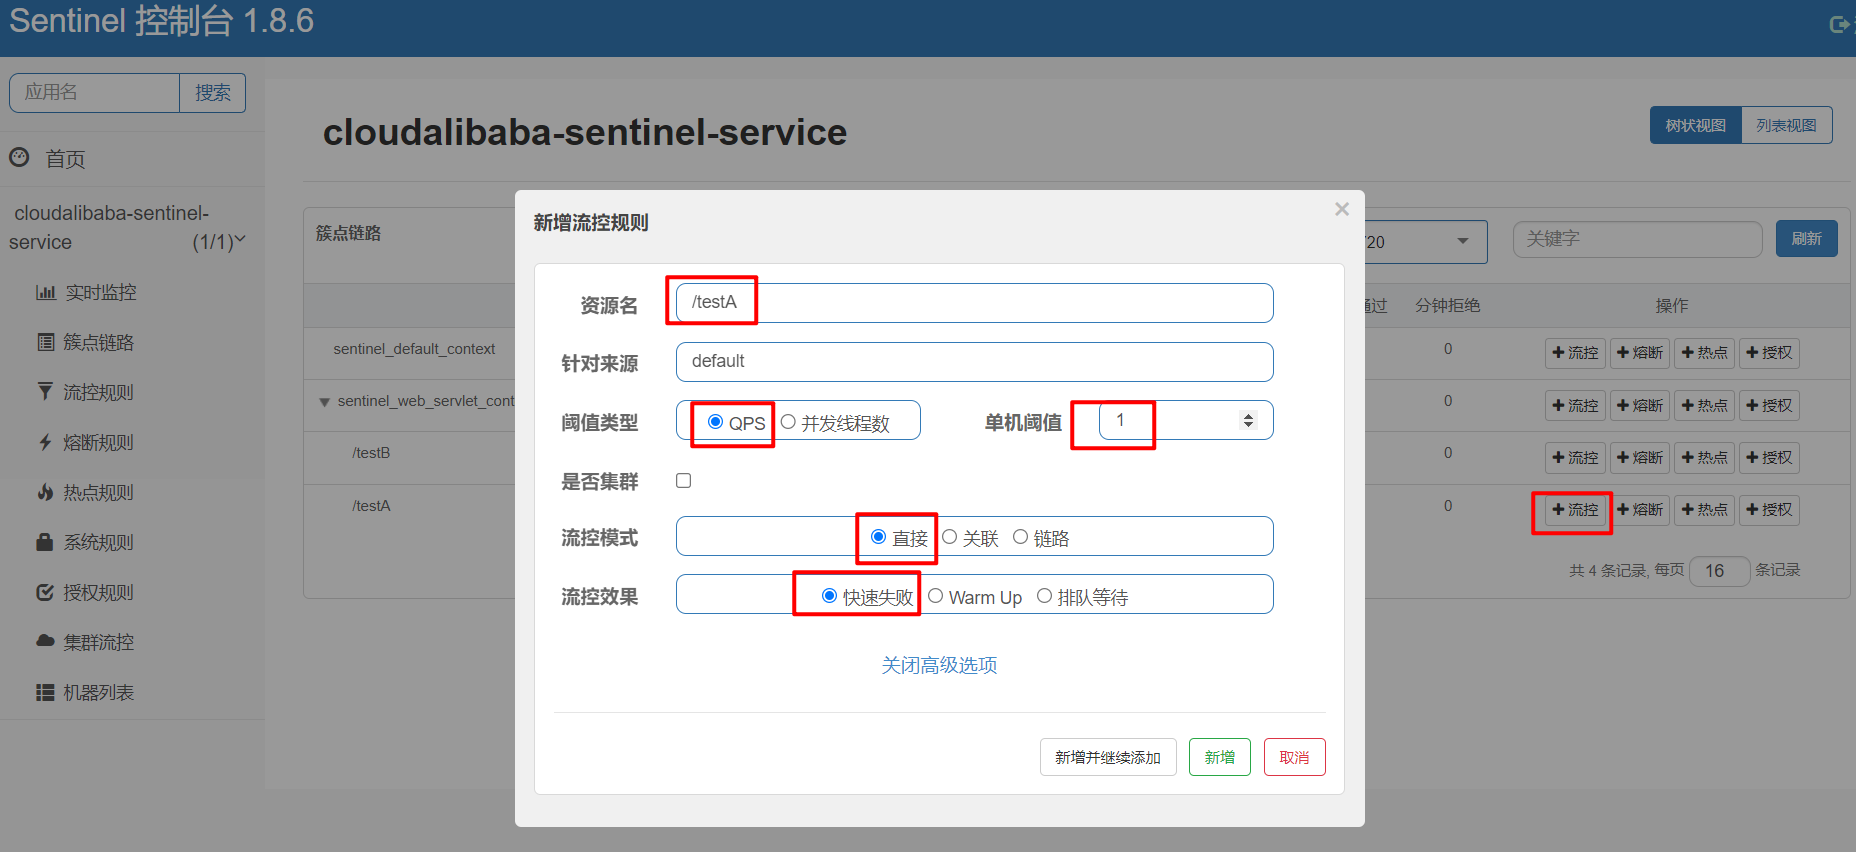 Sentinel 控制台 1.8.6
应用名
搜索
首页
cloudalibaba-sentinel-
service (1/1)
实时监控
簇点链路
流控规则
熔断规则
热点规则
系统规则
授权规则
集群流控
机器列表
cloudalibaba-sentinel-service
树状视图 列表视图
簇点链路
20
关键字
刷新
通过 分钟拒绝 操作
sentinel_default_context 0 流控 熔断 热点 授权
sentinel_web_servlet_cont 0 流控 熔断 热点 授权
/testB 0 流控 熔断 热点 授权
/testA 0 流控 熔断 热点 授权
共 4 条记录, 每页 16 条记录
新增流控规则
×
资源名 /testA
针对来源 default
阈值类型 QPS 并发线程数 单机阈值 1
是否集群
流控模式 直接 关联 链路
流控效果 快速失败 Warm Up 排队等待
关闭高级选项
新增并继续添加 新增 取消